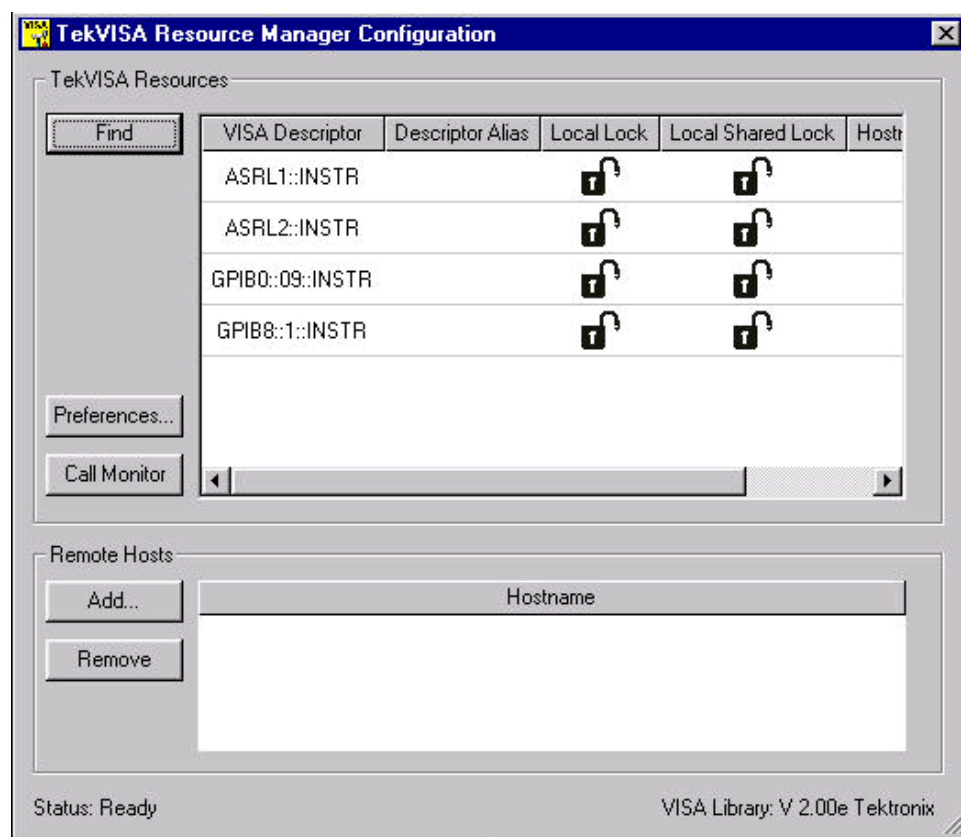 VISA
TekVISA Resource Manager Configuration
TekVISA Resources
Find
VISA Descriptor Descriptor Alias Local Lock Local Shared Lock Hostr
ASRL1::INSTR
ASRL2::INSTR
GPIB0::09::INSTR
GPIB8::1::INSTR
Preferences...
Call Monitor
Remote Hosts
Add... Hostname
Remove
Status: Ready VISA Library: V 2.00e Tektronix